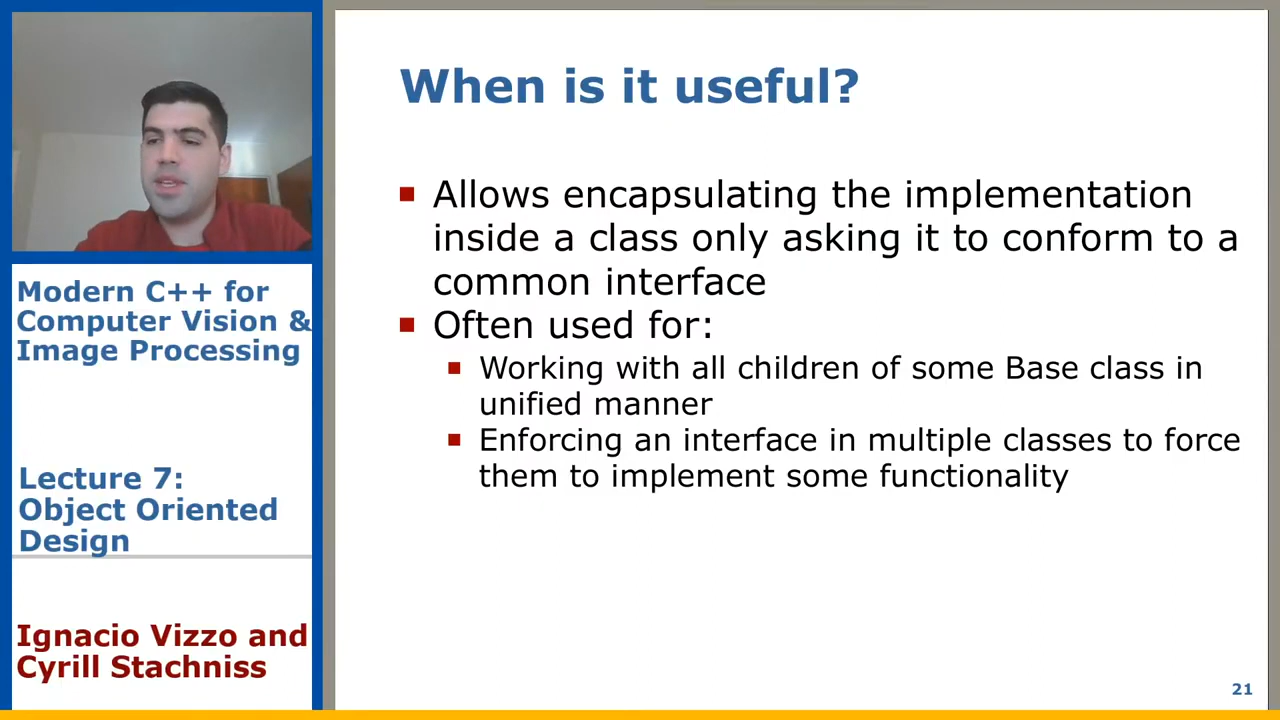 Modern C++ for
Computer Vision &
Image Processing
Lecture 7:
Object Oriented
Design
Ignacio Vizzo and
Cyrill Stachniss
When is it useful?
Allows encapsulating the implementation
inside a class only asking it to conform to a
common interface
Often used for:
Working with all children of some Base class in
unified manner
Enforcing an interface in multiple classes to force
them to implement some functionality
21